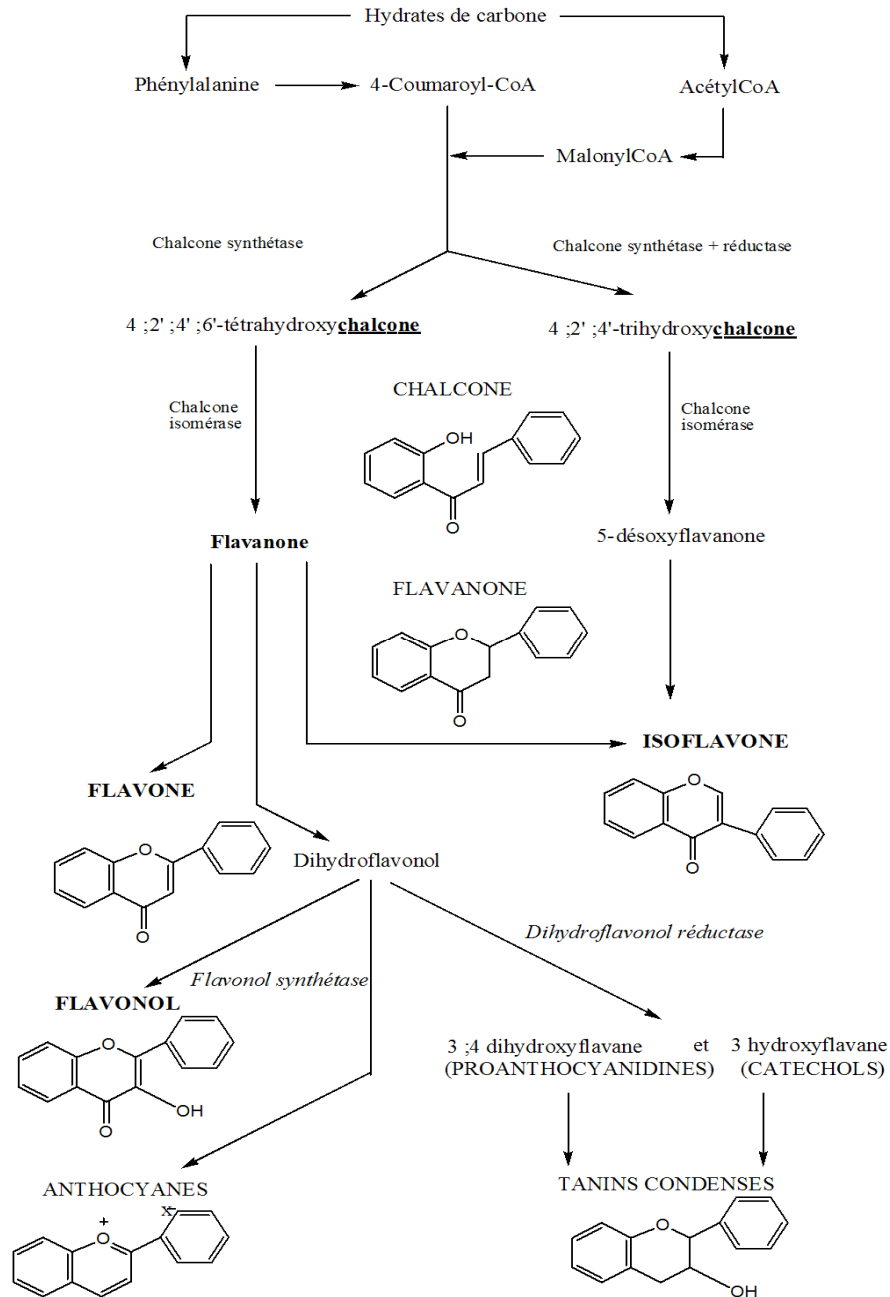 Hydrates de carbone
Phénylalanine
4-Coumaroyl-CoA
AcétylCoA
MalonylCoA
Chalcone synthétase
Chalcone synthétase + réductase
4 ;2' ;4' ;6'-tétrahydroxychalcone
4 ;2' ;4'-trihydroxychalcone
CHALCONE
Chalcone
isomérase
Chalcone
isomérase
OH
O
Flavanone
5-désoxyflavanone
FLAVANONE
O
O
ISOFLAVONE
FLAVONE
O
O
O
Dihydroflavonol
O
Dihydroflavonol réductase
Flavonol synthétase
FLAVONOL
O
O
OH
3 ;4 dihydroxyflavane et 3 hydroxyflavane
(PROANTHOCYANIDINES) (CATECHOLS)
ANTHOCYANES
TANINS CONDENSES
x
+
O
O
OH